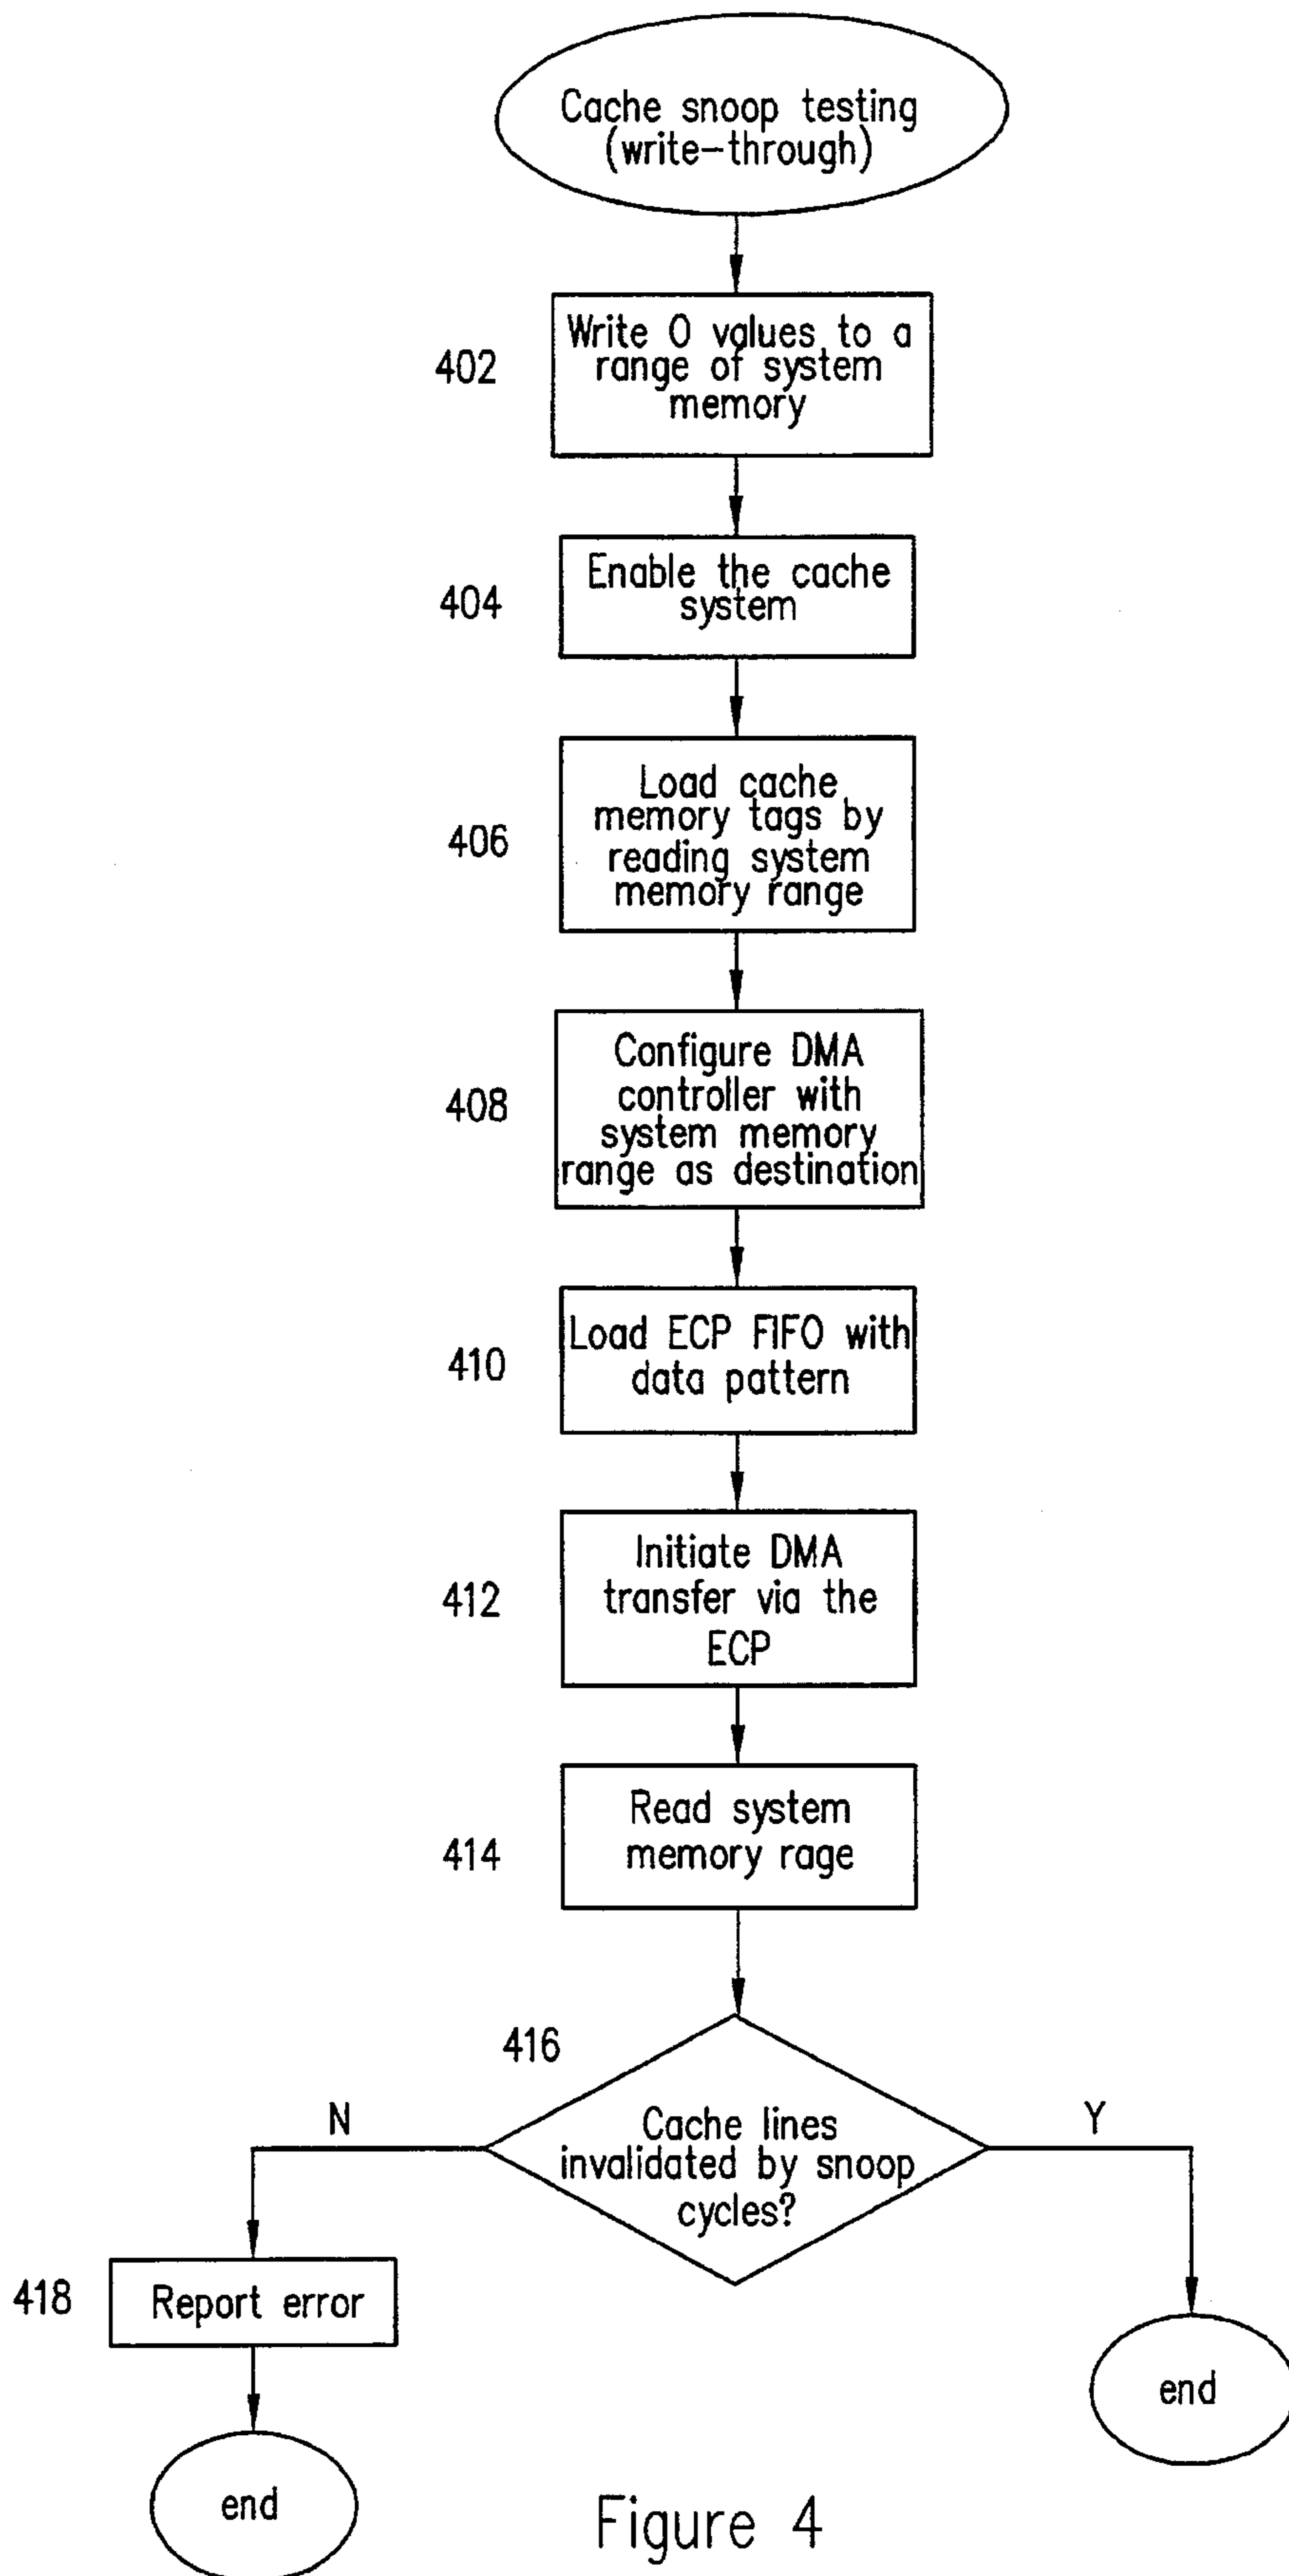 Cache snoop testing
(write-through)
402
Write 0 values to a
range of system
memory
404
Enable the cache
system
406
Load cache
memory tags by
reading system
memory range
408
Configure DMA
controller with
system memory
range as destination
410
Load ECP FIFO with
data pattern
412
Initiate DMA
transfer via the
ECP
414
Read system
memory rage
416
Cache lines
invalidated by snoop
cycles?
N
Y
418
Report error
end
end
Figure 4